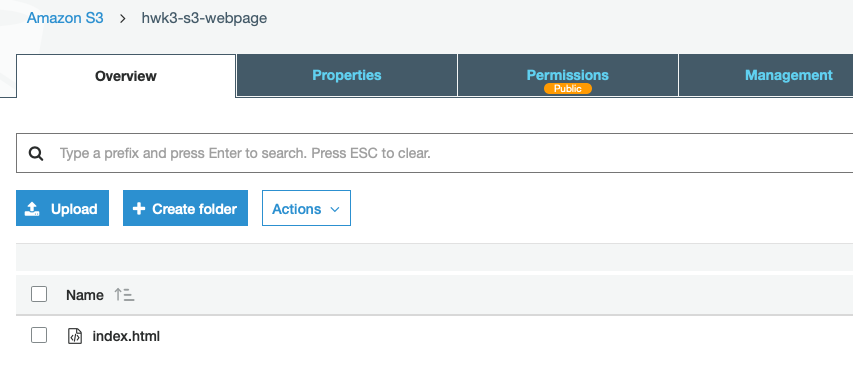 Amazon S3 > hwk3-s3-webpage
Overview Properties Permissions Management
Public
Type a prefix and press Enter to search. Press ESC to clear.
Upload + Create folder Actions
Name
index.html